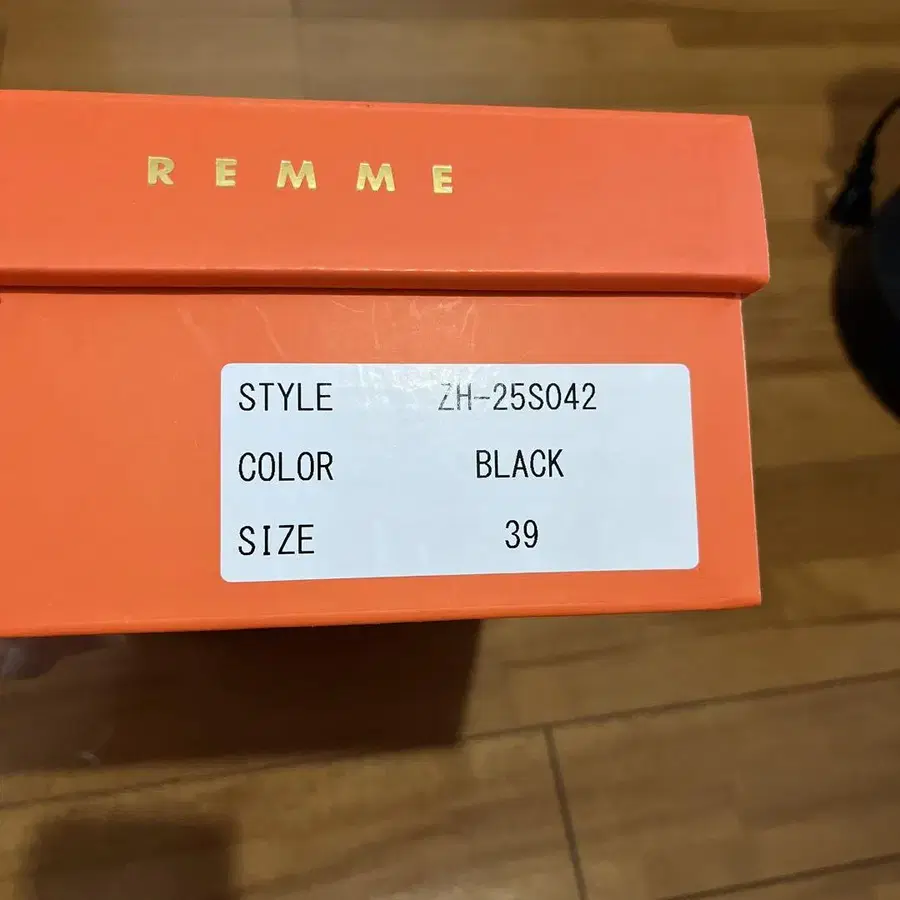 REMME
STYLE ZH-25S042
COLOR BLACK
SIZE 39